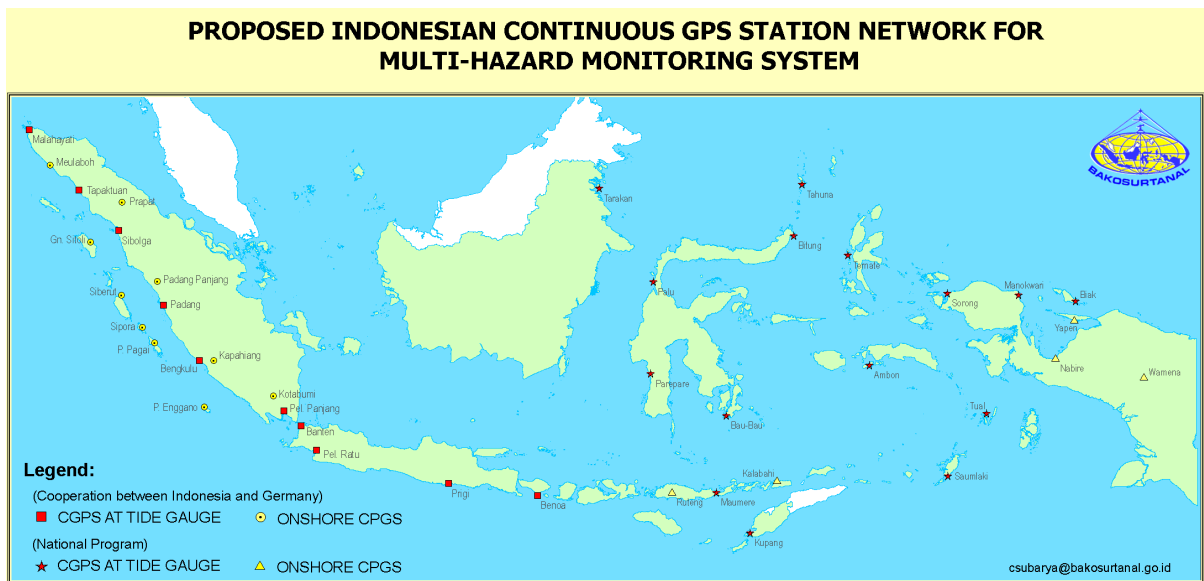 PROPOSED INDONESIAN CONTINUOUS GPS STATION NETWORK FOR
MULTI-HAZARD MONITORING SYSTEM
BAKOSURTANAL
Malahayati
Meulaboh
Tapaktuan
Prapat
Sibolga
Gn. Sitoli
Padang Panjang
Siberut
Padang
Sipora
P. Pagai
Kapahiang
Bengkulu
Kotabumi
P. Enggano
Pel. Panjang
Banten
Pel. Ratu
Prigi
Benoa
Tarakan
Tahuna
Bitung
Ternate
Palu
Parepare
Bau-Bau
Ambon
Sorong
Manokwari
Biak
Yapen
Nabire
Wamena
Tual
Saumlaki
Kalabahi
Ruteng
Maumere
Kupang
Legend:
(Cooperation between Indonesia and Germany)
CGPS AT TIDE GAUGE
ONSHORE CPGS
(National Program)
CGPS AT TIDE GAUGE
ONSHORE CPGS
csubarya@bakosurtanal.go.id